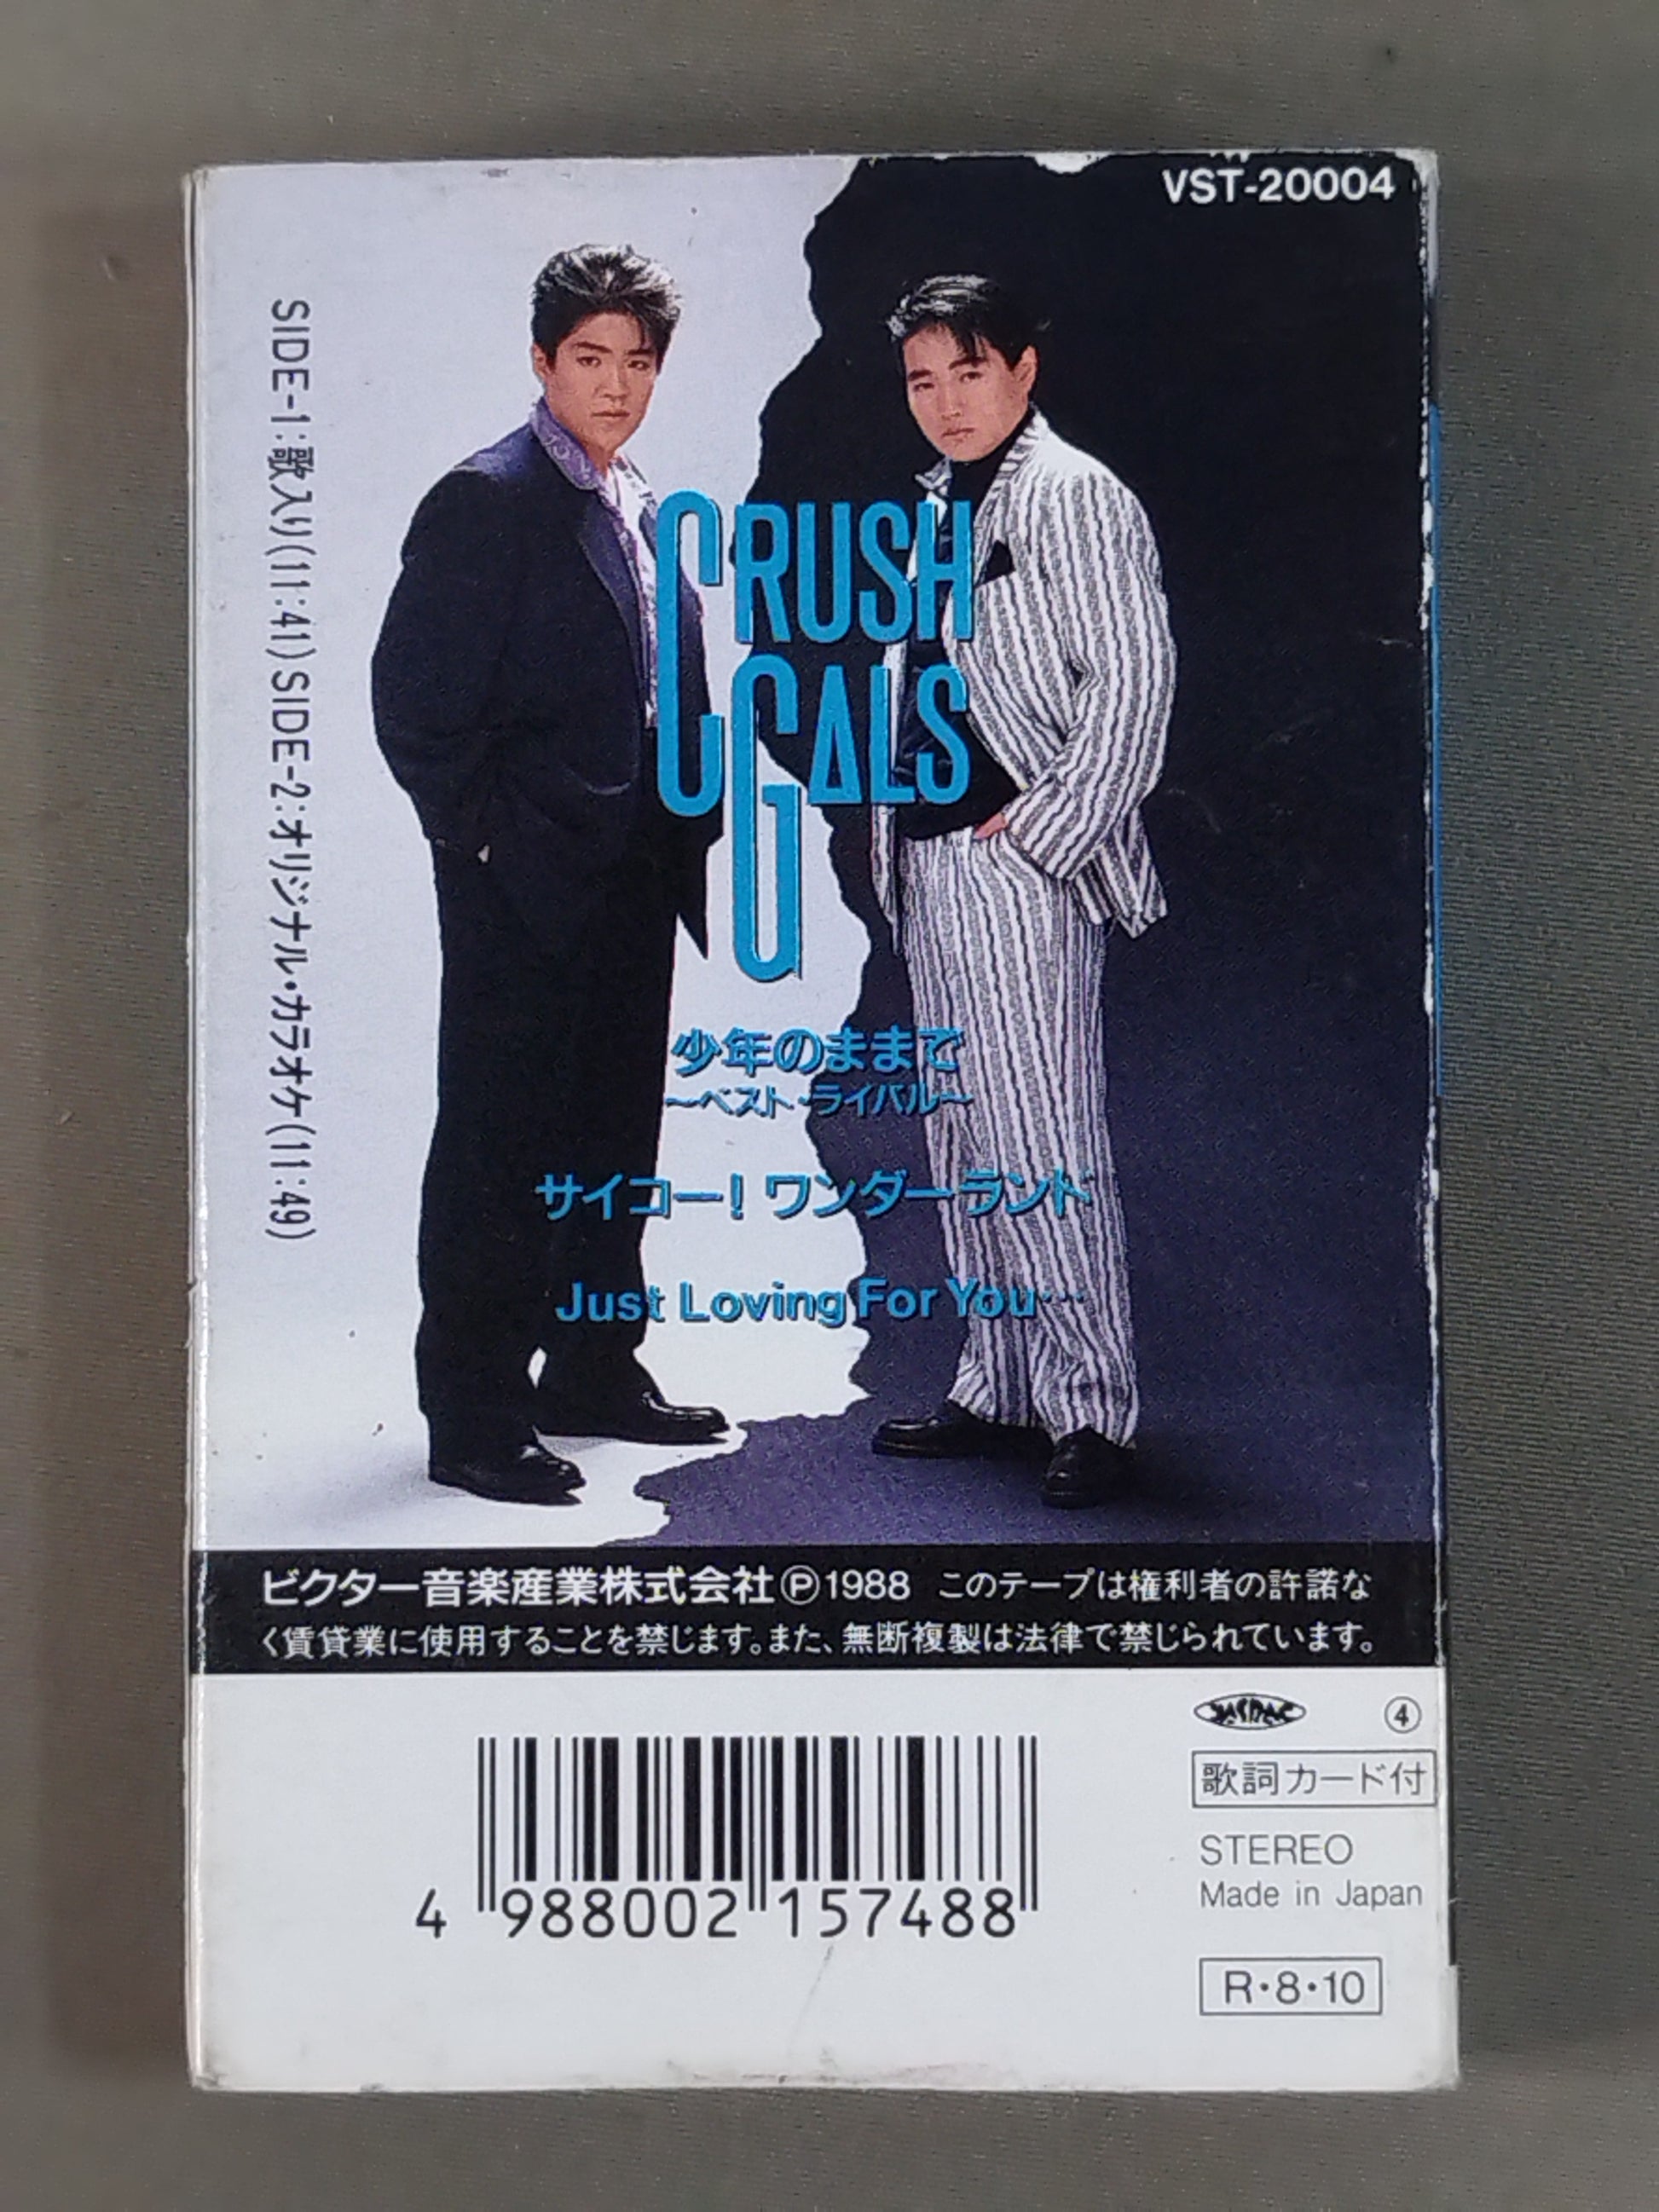 VST-20004
SIDE-1:歌入り(11:41)SIDE-2:オリジナル・カラオケ(11:49)
CRUSH
GALS
少年のままで
～ベスト・ライバル～
サイコー! ワンダーランド
Just Loving For You…
ビクター音楽産業株式会社Ⓟ1988 このテープは権利者の許諾な
く賃貸業に使用することを禁じます。また、無断複製は法律で禁じられています。
JASRAC ④
歌詞カード付
STEREO
Made in Japan
4 988002 157488
R・8・10